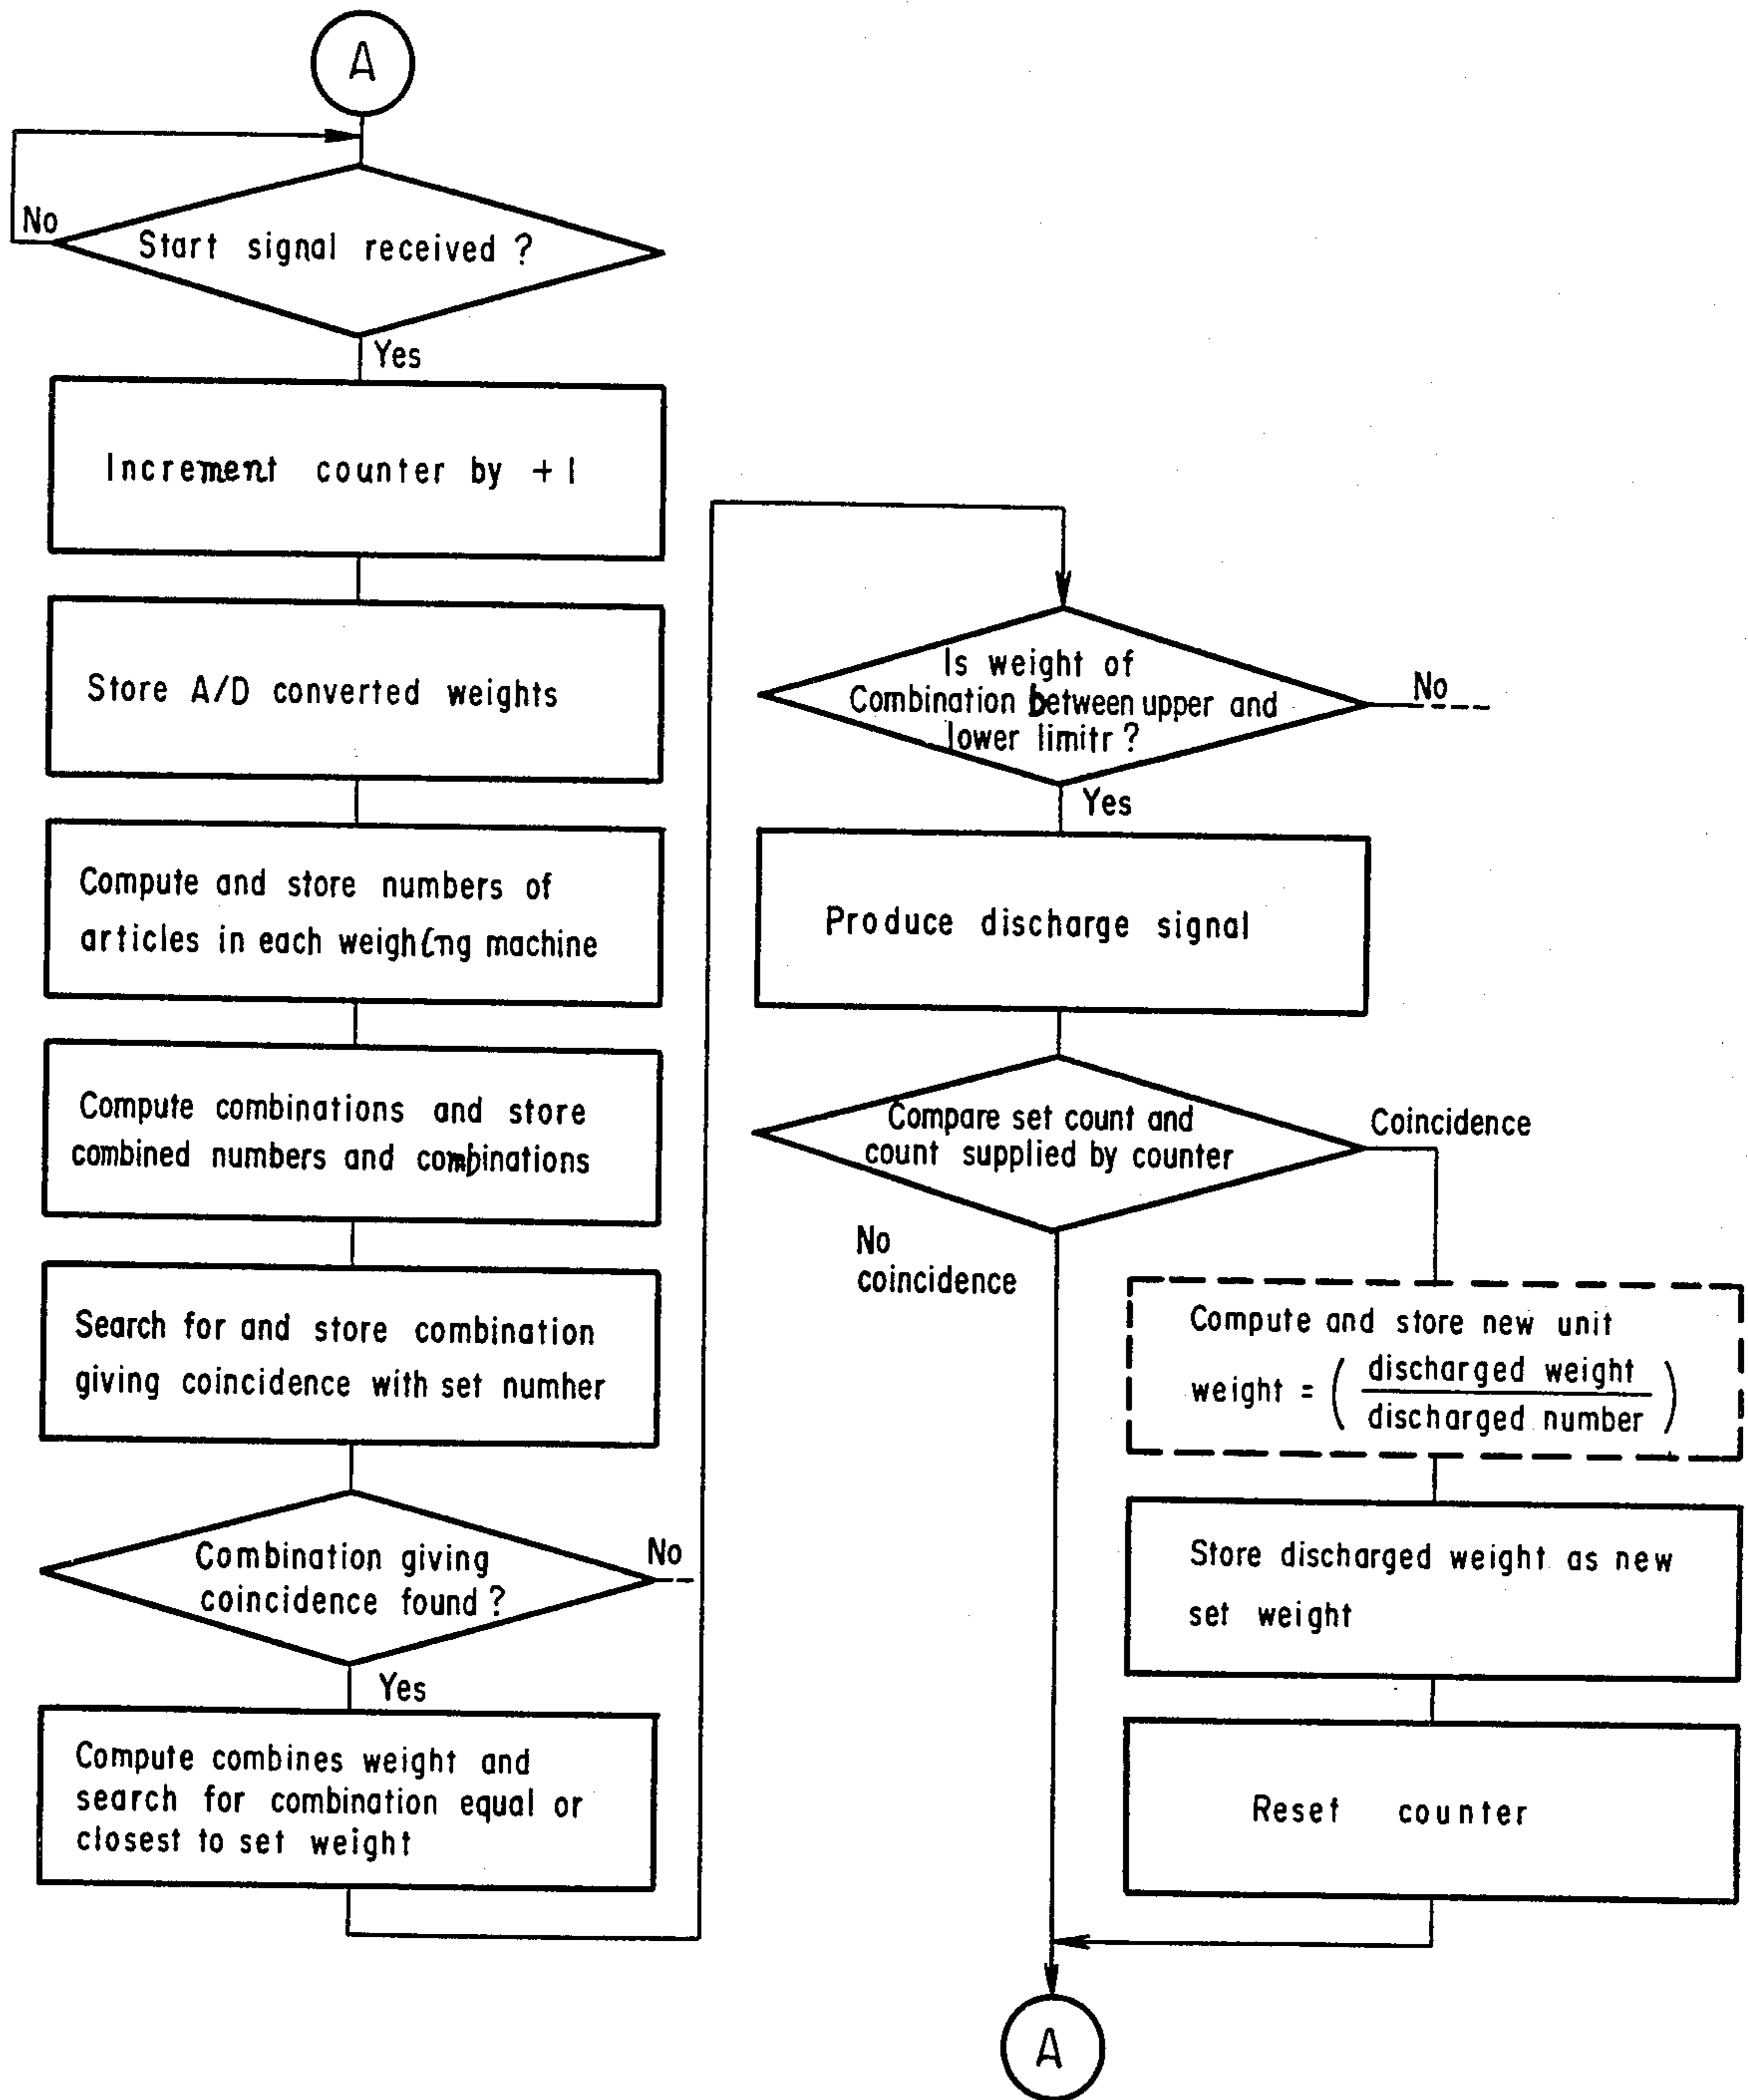 A
No
Start signal received ?
Yes
Increment counter by + 1
Store A/D converted weights
Compute and store numbers of
articles in each weighing machine
Compute combinations and store
combined numbers and combinations
Search for and store combination
giving coincidence with set numher
Combination giving
coincidence found ?
No
Yes
Compute combines weight and
search for combination equal or
closest to set weight
Is weight of
Combination between upper and
lower limitr ?
No
Yes
Produce discharge signal
Compare set count and
count supplied by counter
Coincidence
No
coincidence
Compute and store new unit
weight = ( discharged weight
discharged number )
Store discharged weight as new
set weight
Reset counter
A